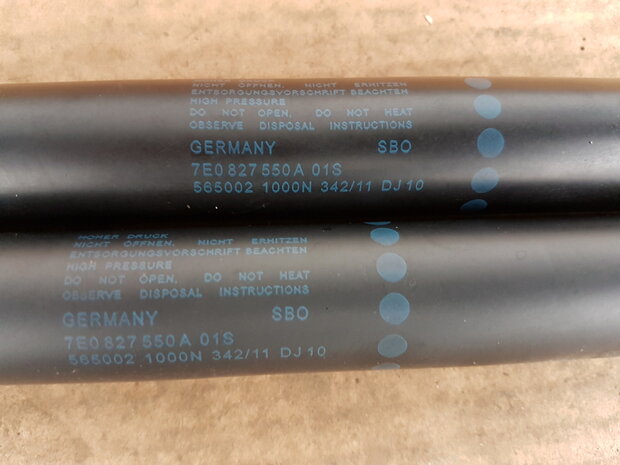 NICHT ÖFFNEN, NICHT ERHITZEN
ENTSORGUNGSVORSCHRIFT BEACHTEN
HIGH PRESSURE
DO NOT OPEN. DO NOT HEAT
OBSERVE DISPOSAL INSTRUCTIONS
GERMANY SBO
7E0 827 550 A 01S
565002 1000N 342/11 DJ 10
HOHER DRUCK
NICHT ÖFFNEN, NICHT ERHITZEN
ENTSORGUNGSVORSCHRIFT BEACHTEN
HIGH PRESSURE
DO NOT OPEN. DO NOT HEAT
OBSERVE DISPOSAL INSTRUCTIONS
GERMANY SBO
7E0 827 550 A 01S
565002 1000N 342/11 DJ 10